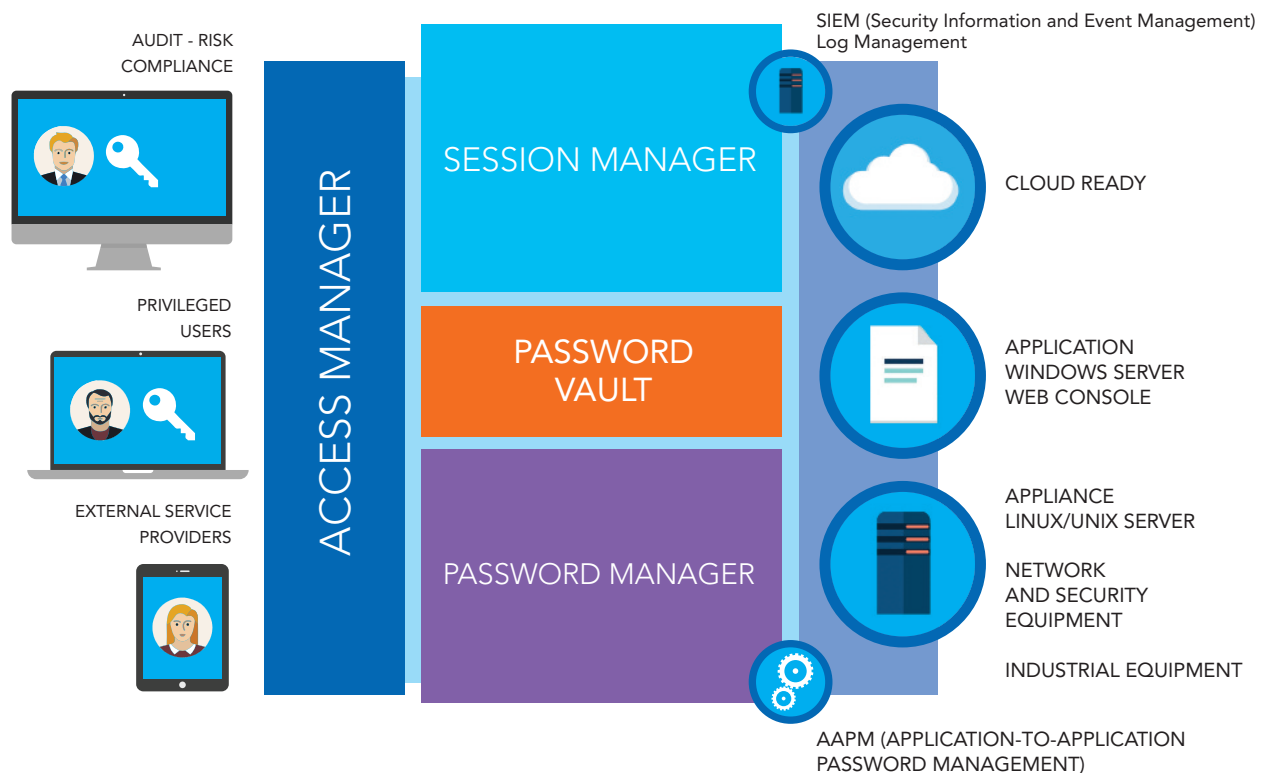 AUDIT - RISK
COMPLIANCE
PRIVILEGED
USERS
EXTERNAL SERVICE
PROVIDERS
ACCESS MANAGER
SESSION MANAGER
PASSWORD
VAULT
PASSWORD MANAGER
SIEM (Security Information and Event Management)
Log Management
CLOUD READY
APPLICATION
WINDOWS SERVER
WEB CONSOLE
APPLIANCE
LINUX/UNIX SERVER
NETWORK
AND SECURITY
EQUIPMENT
INDUSTRIAL EQUIPMENT
AAPM (APPLICATION-TO-APPLICATION
PASSWORD MANAGEMENT)